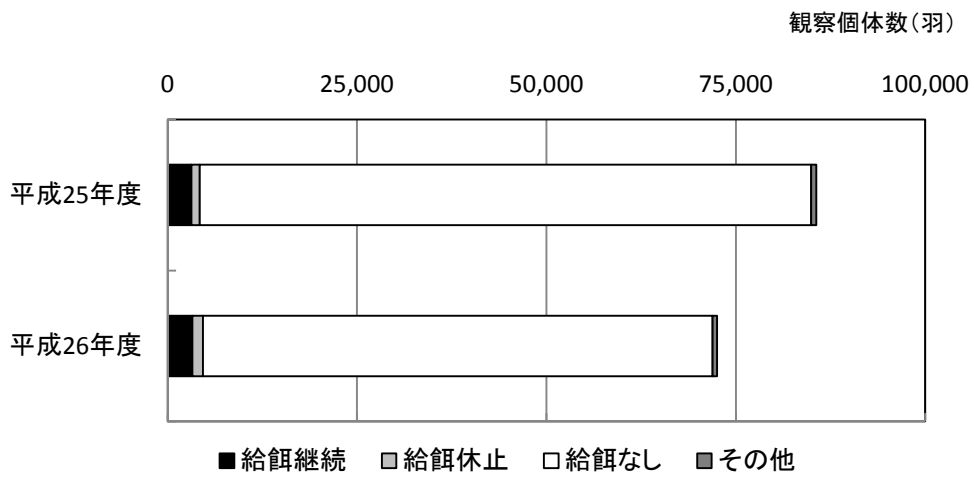 観察個体数（羽）
0 25,000 50,000 75,000 100,000
平成25年度
平成26年度
■給餌継続 ■給餌休止 □給餌なし ■その他